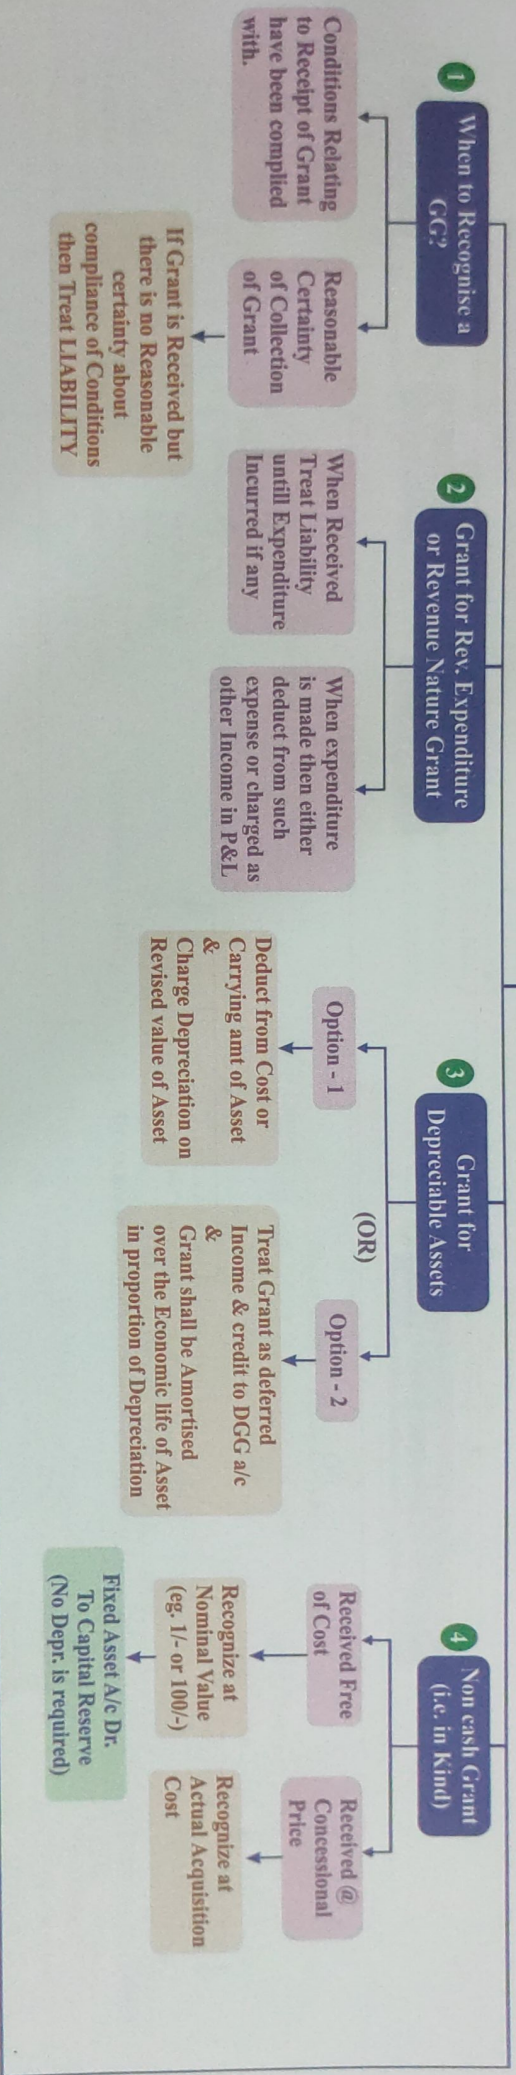 1
When to Recognise a
GG?
Conditions Relating
to Receipt of Grant
have been complied
with.
Reasonable
Certainty
of Collection
of Grant
If Grant is Received but
there is no Reasonable
certainty about
compliance of Conditions
then Treat LIABILITY
2
Grant for Rev. Expenditure
or Revenue Nature Grant
When Received
Treat Liability
untill Expenditure
Incurred if any
When expenditure
is made then either
deduct from such
expense or charged as
other Income in P&L
3
Grant for
Depreciable Assets
(OR)
Option - 1
Deduct from Cost or
Carrying amt of Asset
&
Charge Depreciation on
Revised value of Asset
Option - 2
Treat Grant as deferred
Income & credit to DGG a/c
&
Grant shall be Amortised
over the Economic life of Asset
in proportion of Depreciation
4
Non cash Grant
(i.e. in Kind)
Received Free
of Cost
Recognize at
Nominal Value
(eg. 1/- or 100/-)
Fixed Asset A/c Dr.
To Capital Reserve
(No Depr. is required)
Received @
Concessional
Price
Recognize at
Actual Acquisition
Cost